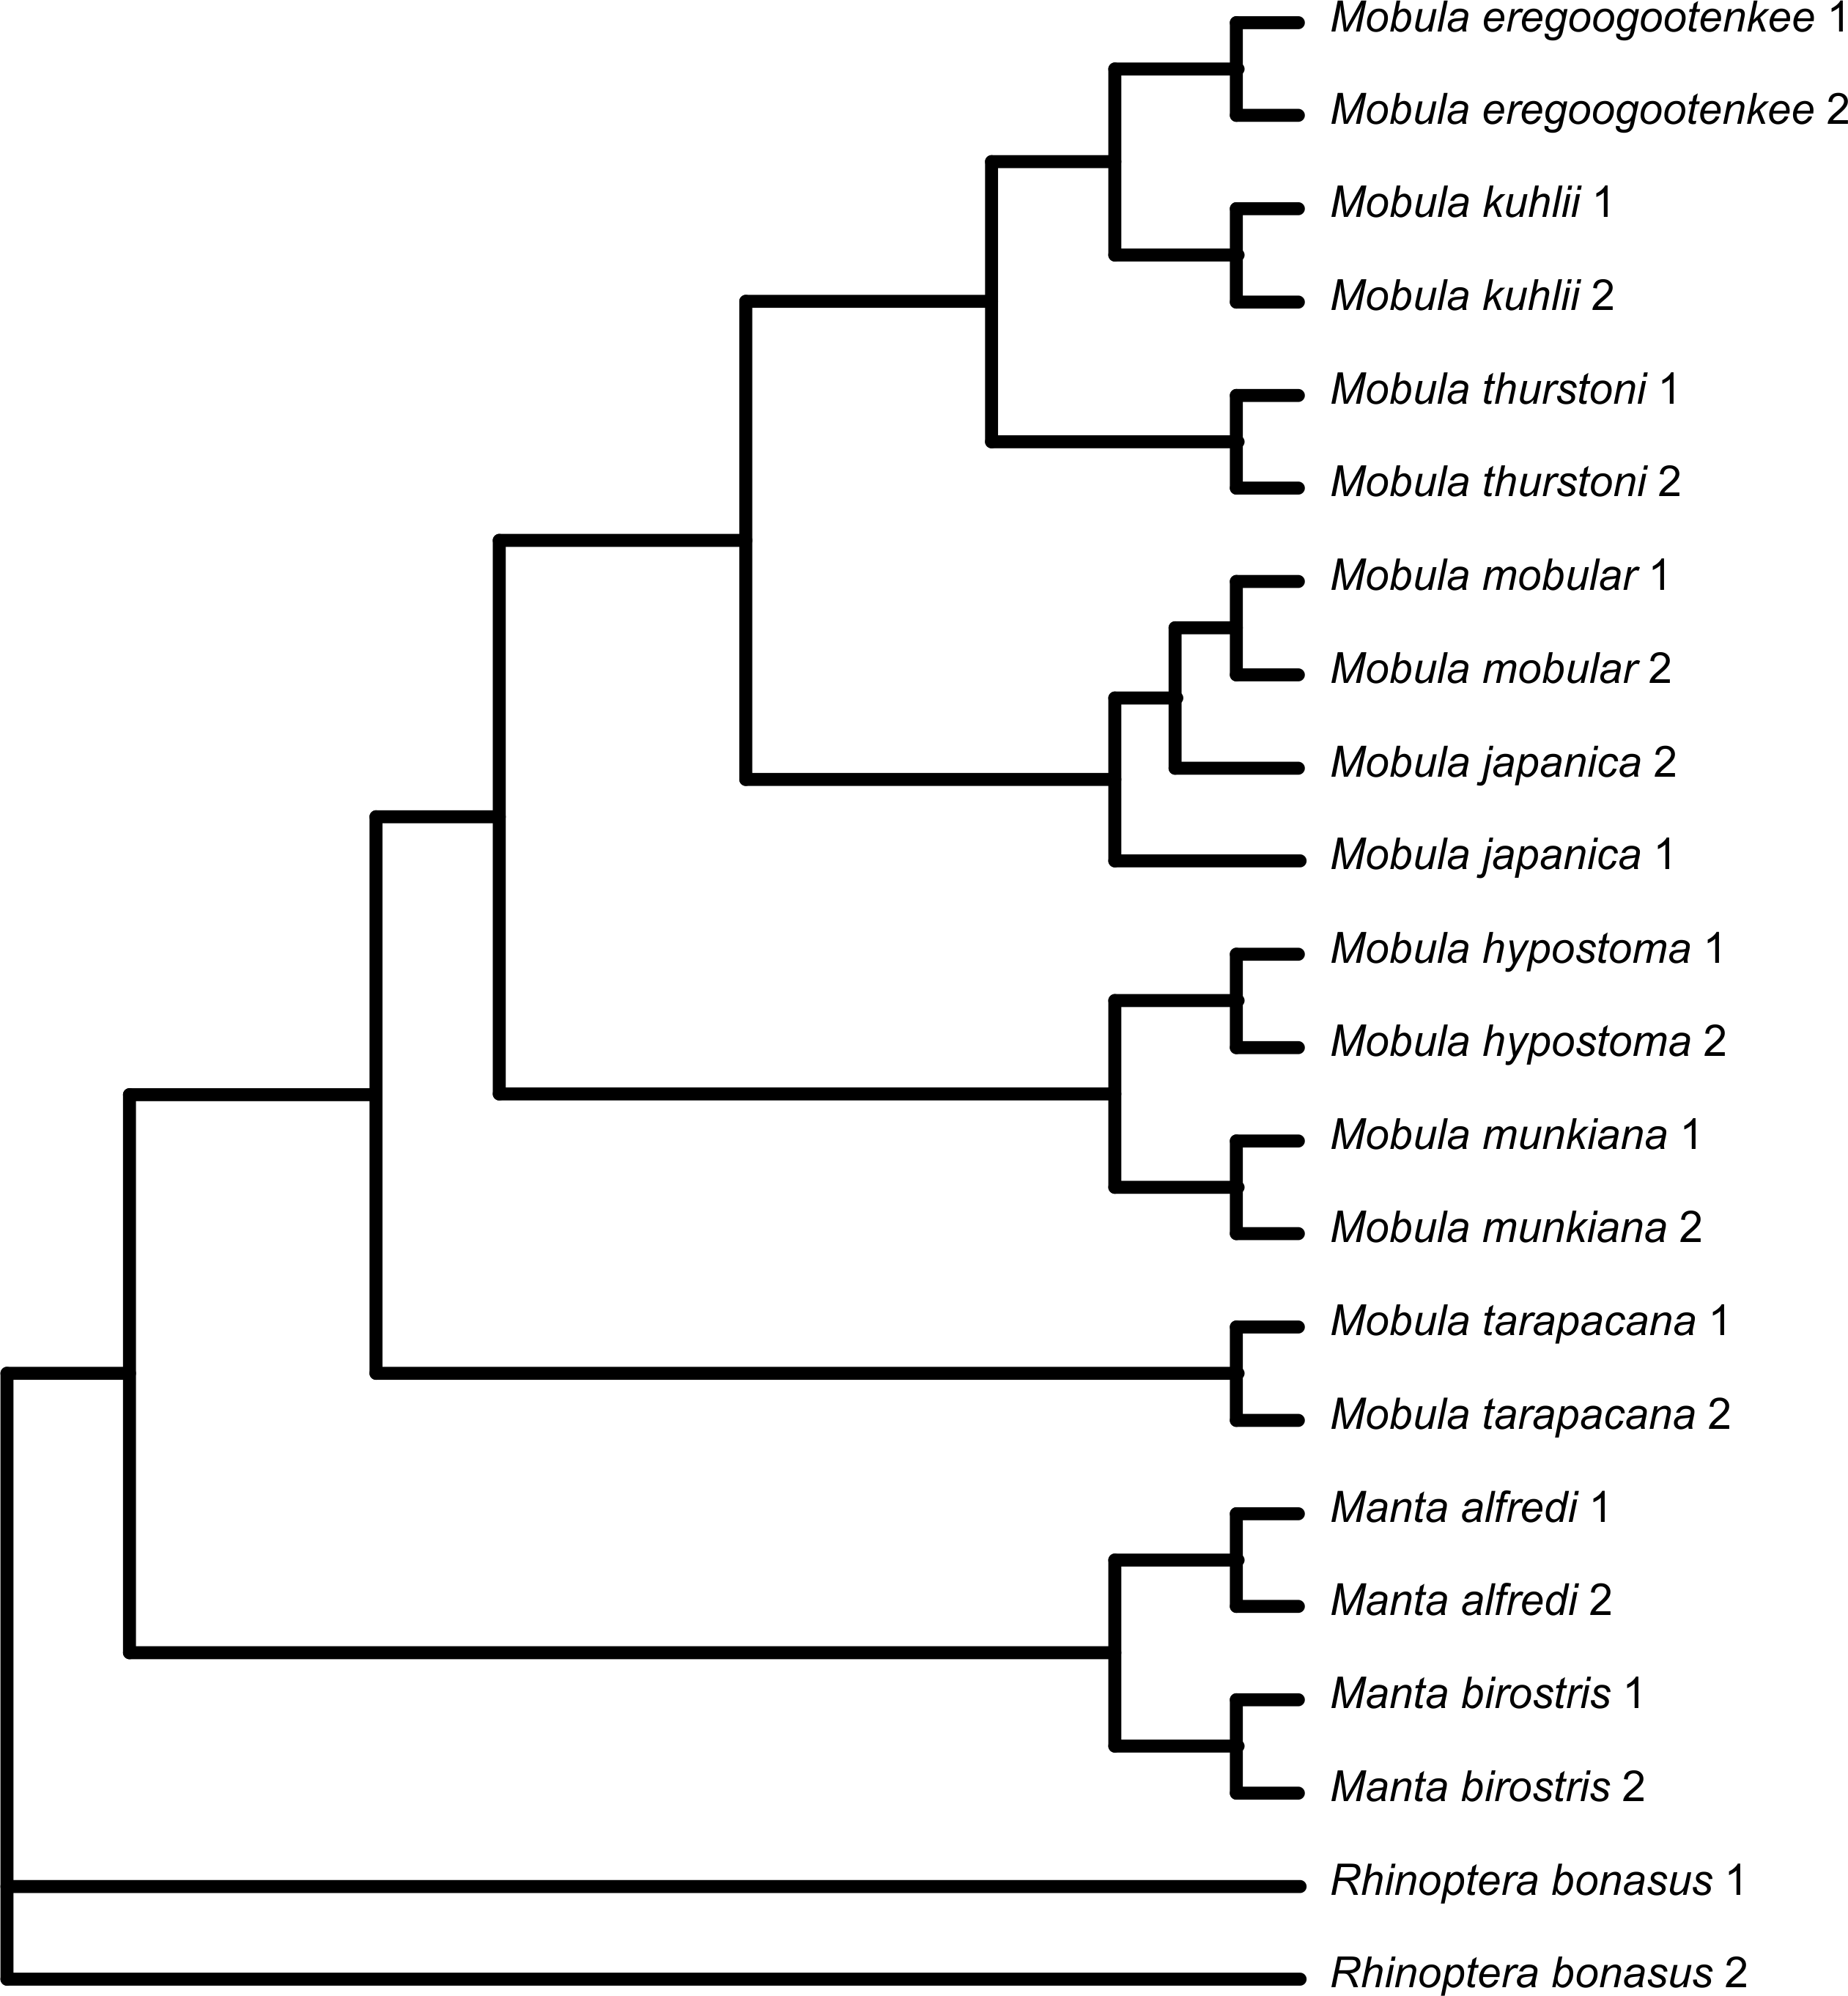 Mobula eregoogootenkee 1
Mobula eregoogootenkee 2
Mobula kuhlii 1
Mobula kuhlii 2
Mobula thurstoni 1
Mobula thurstoni 2
Mobula mobular 1
Mobula mobular 2
Mobula japanica 2
Mobula japanica 1
Mobula hypostoma 1
Mobula hypostoma 2
Mobula munkiana 1
Mobula munkiana 2
Mobula tarapacana 1
Mobula tarapacana 2
Manta alfredi 1
Manta alfredi 2
Manta birostris 1
Manta birostris 2
Rhinoptera bonasus 1
Rhinoptera bonasus 2